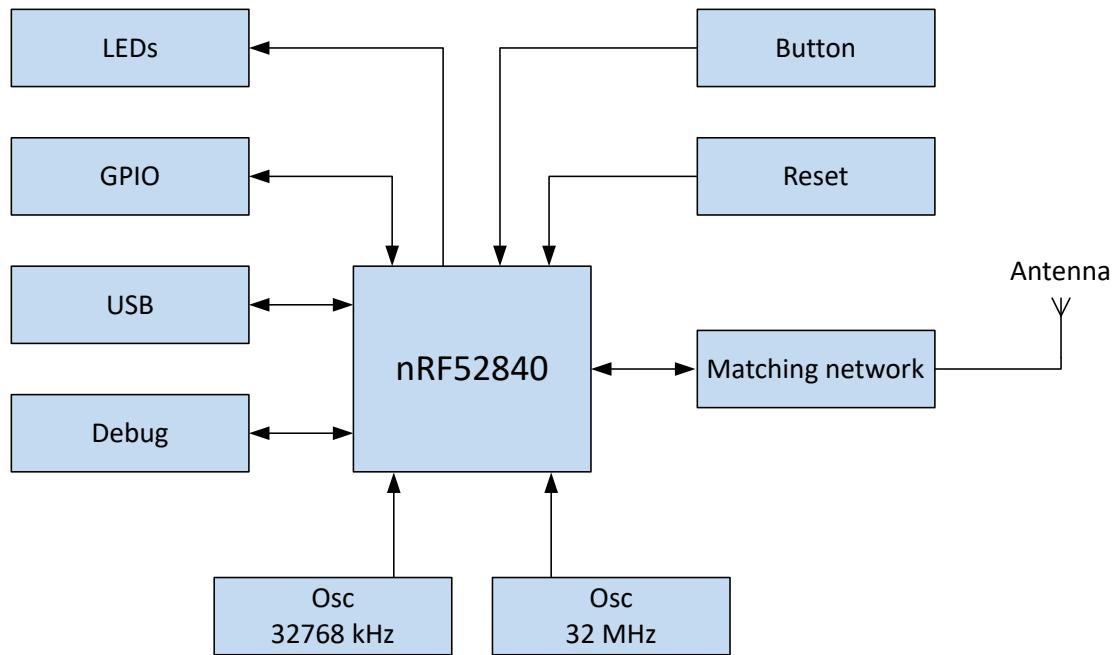 LEDs
Button
GPIO
Reset
Antenna
USB
nRF52840
Matching network
Debug
Osc
32768 kHz
Osc
32 MHz